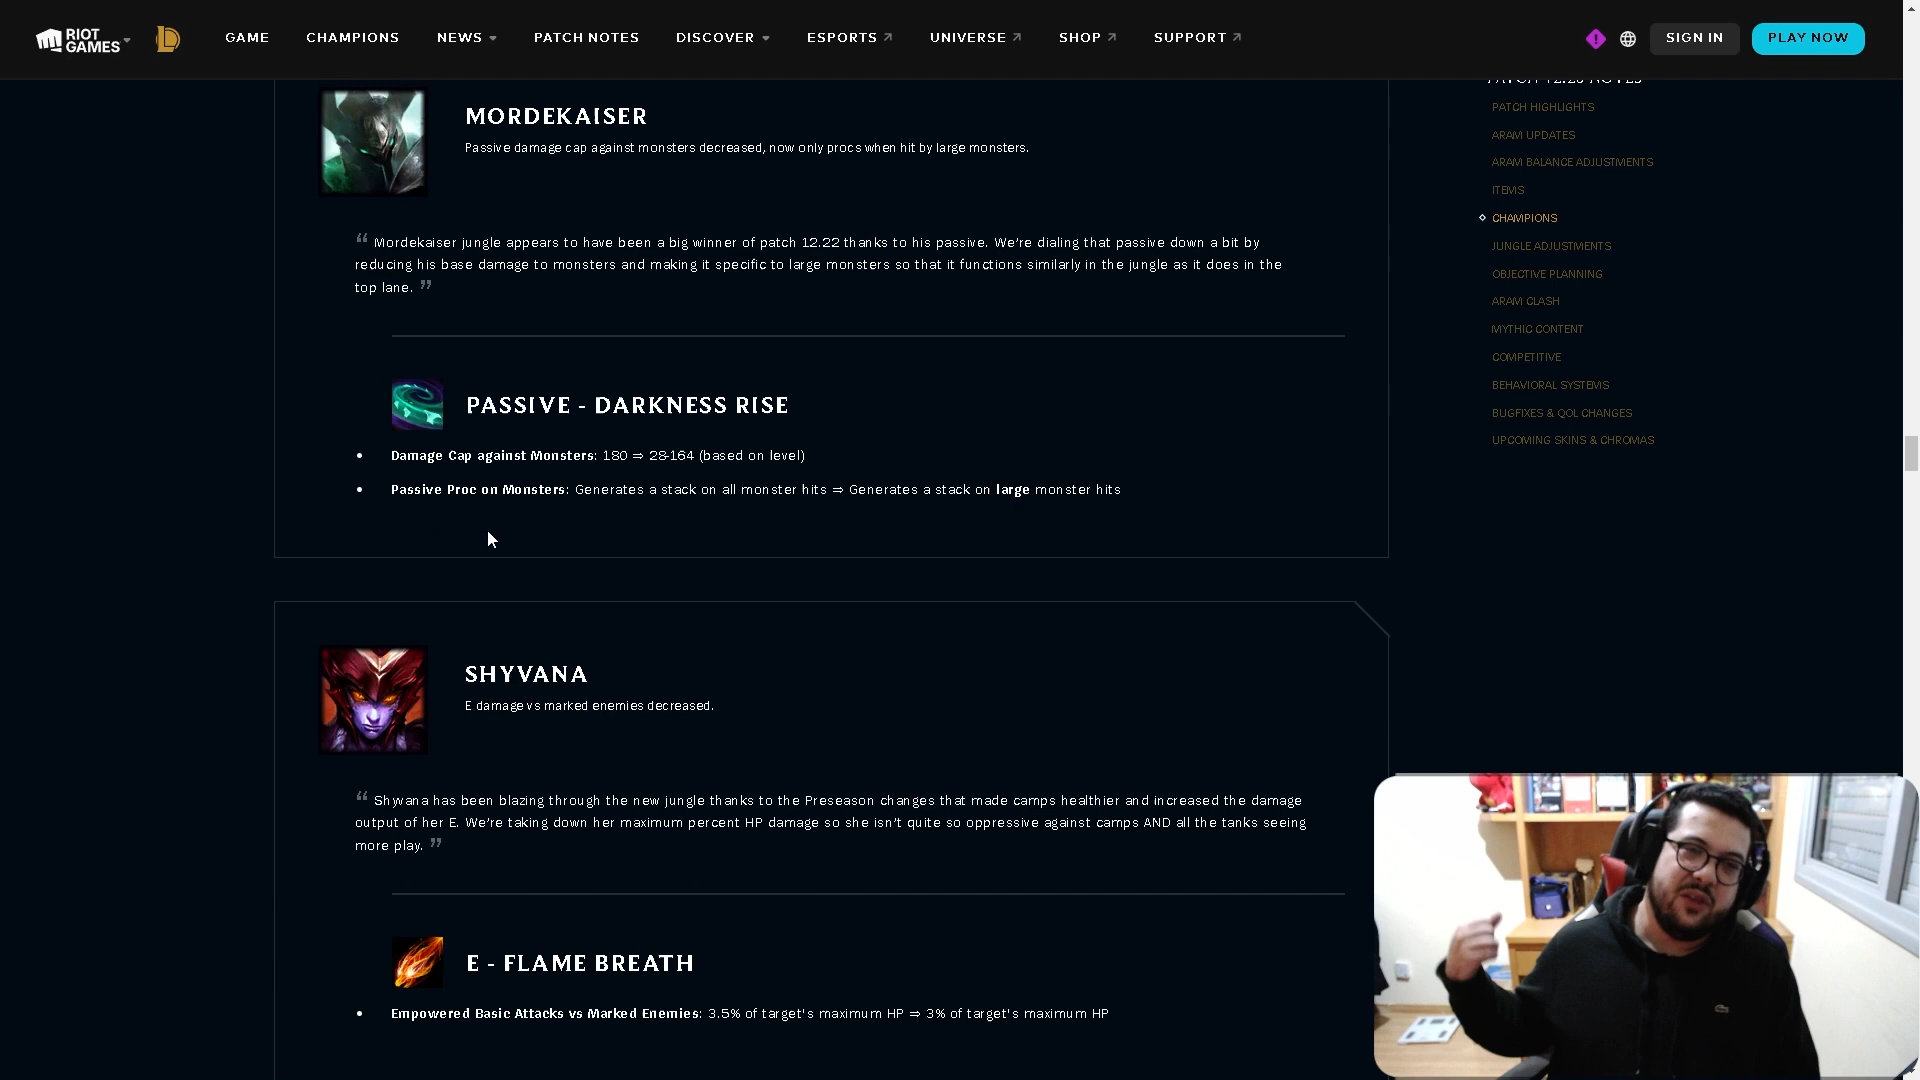 RIOT GAMES
GAME
CHAMPIONS
NEWS
PATCH NOTES
DISCOVER
ESPORTS
UNIVERSE
SHOP
SUPPORT
SIGN IN
PLAY NOW
MORDEKAISER
Passive damage cap against monsters decreased, now only procs when hit by large monsters.
“ Mordekaiser jungle appears to have been a big winner of patch 12.22 thanks to his passive. We’re dialing that passive down a bit by
reducing his base damage to monsters and making it specific to large monsters so that it functions similarly in the jungle as it does in the
top lane. ”
PASSIVE - DARKNESS RISE
• Damage Cap against Monsters: 180 ⇒ 28-164 (based on level)
• Passive Proc on Monsters: Generates a stack on all monster hits ⇒ Generates a stack on large monster hits
SHYVANA
E damage vs marked enemies decreased.
“ Shyvana has been blazing through the new jungle thanks to the Preseason changes that made camps healthier and increased the damage
output of her E. We’re taking down her maximum percent HP damage so she isn’t quite so oppressive against camps AND all the tanks seeing
more play. ”
E - FLAME BREATH
• Empowered Basic Attacks vs Marked Enemies: 3.5% of target's maximum HP ⇒ 3% of target's maximum HP
PATCH HIGHLIGHTS
ARAM UPDATES
ARAM BALANCE ADJUSTMENTS
ITEMS
CHAMPIONS
JUNGLE ADJUSTMENTS
OBJECTIVE PLANNING
ARAM CLASH
MYTHIC CONTENT
COMPETITIVE
BEHAVIORAL SYSTEMS
BUGFIXES & QOL CHANGES
UPCOMING SKINS & CHROMAS